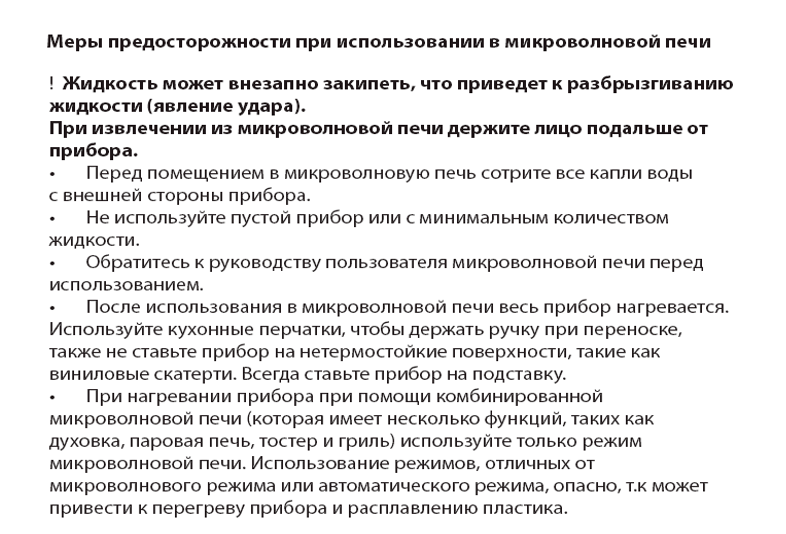 Меры предосторожности при использовании в микроволновой печи
! Жидкость может внезапно закипеть, что приведет к разбрызгиванию
жидкости (явление удара).
При извлечении из микроволновой печи держите лицо подальше от
прибора.
• Перед помещением в микроволновую печь сотрите все капли воды
с внешней стороны прибора.
• Не используйте пустой прибор или с минимальным количеством
жидкости.
• Обратитесь к руководству пользователя микроволновой печи перед
использованием.
• После использования в микроволновой печи весь прибор нагревается.
Используйте кухонные перчатки, чтобы держать ручку при переноске,
также не ставьте прибор на нетермостойкие поверхности, такие как
виниловые скатерти. Всегда ставьте прибор на подставку.
• При нагревании прибора при помощи комбинированной
микроволновой печи (которая имеет несколько функций, таких как
духовка, паровая печь, тостер и гриль) используйте только режим
микроволновой печи. Использование режимов, отличных от
микроволнового режима или автоматического режима, опасно, т.к может
привести к перегреву прибора и расплавлению пластика.